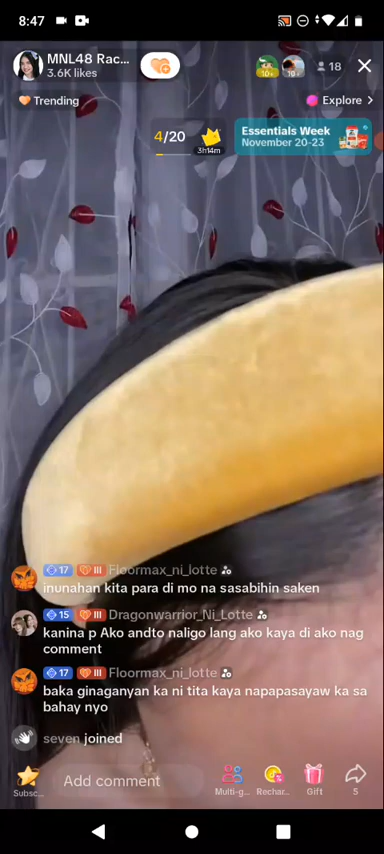 8:47
MNL48 Rac...
3.6K likes
10+
19+
18
Trending
Explore
4/20
3h14m
Essentials Week
November 20-23
17 III Floormax_ni_lotte
inunahan kita para di mo na sasabihin saken
15 III Dragonwarrior_Ni_Lotte
kanina p Ako andto naligo lang ako kaya di ako nag
comment
17 III Floormax_ni_lotte
baka ginaganyan ka ni tita kaya napapasayaw ka sa
bahay nyo
seven joined
Subsc...
Add comment
Multi-g...
Rechar...
Gift
5